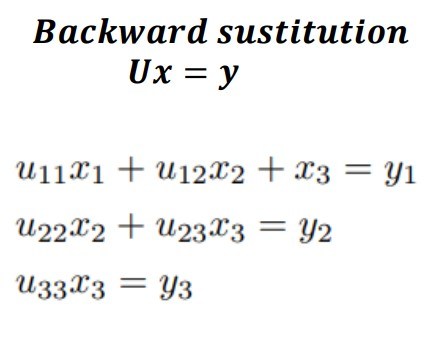 Backward sustitution
Ux = y
u₁₁x₁ + u₁₂x₂ + x₃ = y₁
u₂₂x₂ + u₂₃x₃ = y₂
u₃₃x₃ = y₃